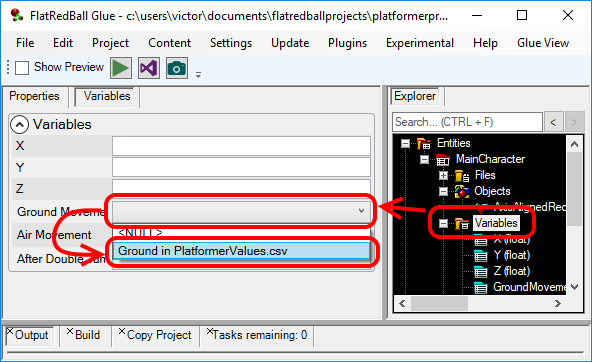 FlatRedBall Glue - c:\users\victor\documents\flatredballprojects\platformerpr...
File Edit Project Content Settings Update Plugins Experimental Help Glue View
Show Preview
Properties Variables
Variables
X
Y
Z
Ground Moveme
Air Movement <NULL>
Ground in PlatformerValues.csv
After Double
Explorer
Search... (CTRL + F) < >
Entities
MainCharacter
Files
Objects
AxisAlignedRec
Variables
X (float)
Y (float)
Z (float)
GroundMovemen
Output Build Copy Project Tasks remaining: 0